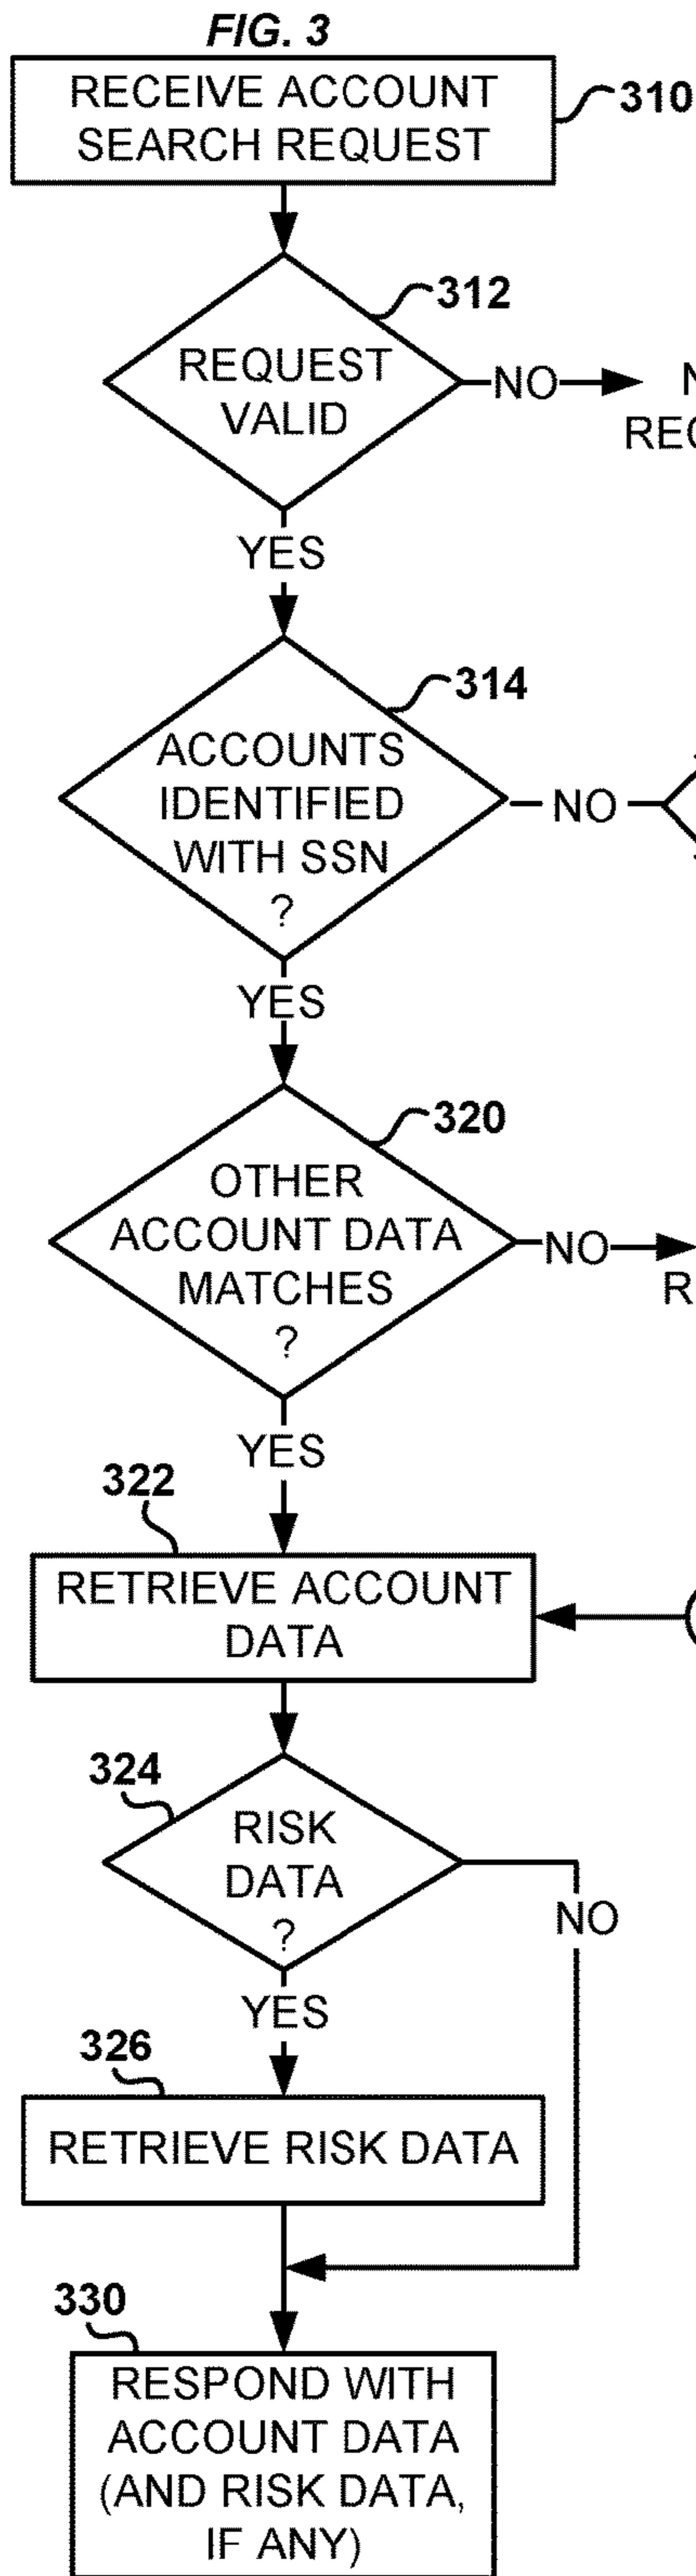 FIG. 3
RECEIVE ACCOUNT
SEARCH REQUEST
310
312
REQUEST
VALID
NO
YES
314
ACCOUNTS
IDENTIFIED
WITH SSN
?
NO
YES
320
OTHER
ACCOUNT DATA
MATCHES
?
NO
YES
322
RETRIEVE ACCOUNT
DATA
324
RISK
DATA
?
NO
YES
326
RETRIEVE RISK DATA
330
RESPOND WITH
ACCOUNT DATA
(AND RISK DATA,
IF ANY)